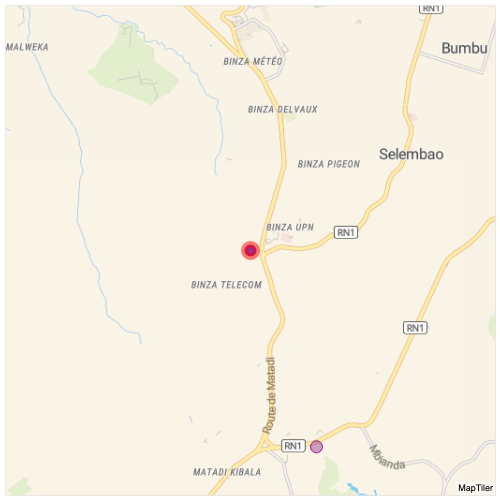 RN1
MALWEKA
Bumbu
BINZA MÉTÉO
BINZA DELVAUX
Selembao
BINZA PIGEON
BINZA UPN
RN1
BINZA TELECOM
RN1
Route de Matadi
RN1
Mbianda
MATADI KIBALA
MapTiler